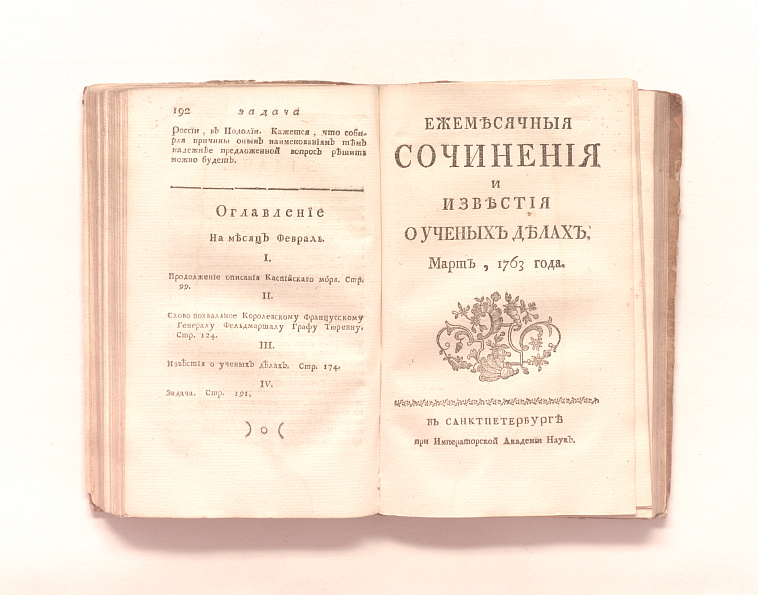 192 задача
Россіи, въ Подоліи. Кажется, что соби-
рая причины онымъ наименованіямъ тѣмъ
надежнѣе предложенной вопросъ рѣшить
можно будетъ.
Оглавленїе
На мѣсяцъ Февраль.
I.
Продолженіе описанія Каспійскаго моря. Стр.
99.
II.
Слово похвальное Королевскому Французскому
Генералу Фельдмаршалу Графу Тюренну,
Стр. 124.
III.
Извѣстія о ученыхъ дѣлахъ. Стр. 174.
IV.
Задача. Стр. 191.
ЕЖЕМѢСЯЧНЫЯ
СОЧИНЕНІЯ
И
ИЗВѢСТІЯ
О УЧЕНЫХЪ ДѢЛАХЪ,
Мартъ, 1763 года.
ВЪ САНКТПЕТЕРБУРГѢ
при Императорской Академіи Наукъ.